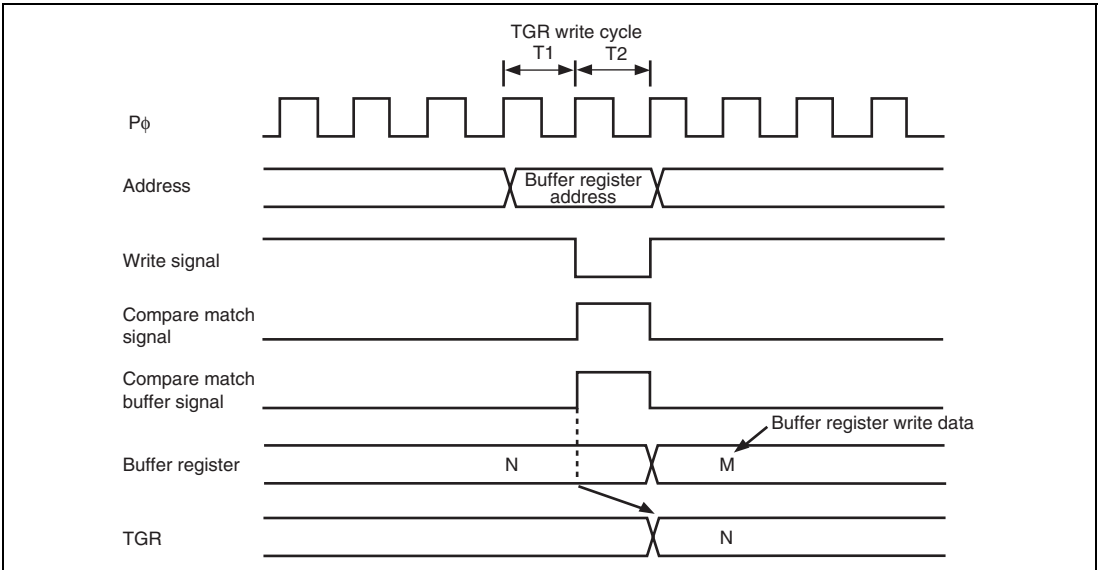 TGR write cycle
T1 T2
Pϕ
Address
Buffer register
address
Write signal
Compare match
signal
Compare match
buffer signal
Buffer register write data
Buffer register
N M
TGR
N